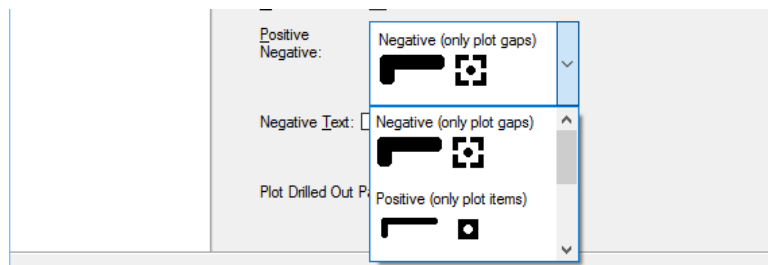 Positive
Negative:
Negative (only plot gaps)
Negative Text:
Negative (only plot gaps)
Plot Drilled Out
Positive (only plot items)